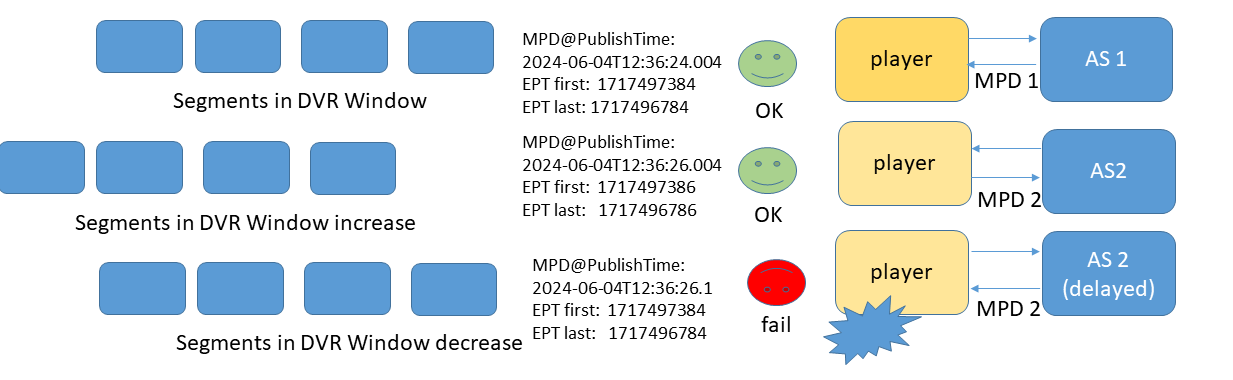 MPD@PublishTime:
2024-06-04T12:36:24.004
EPT first: 1717497384
EPT last: 1717496784
Segments in DVR Window
OK
player
MPD 1
AS 1
MPD@PublishTime:
2024-06-04T12:36:26.004
EPT first: 1717497386
EPT last: 1717496786
Segments in DVR Window increase
OK
player
MPD 2
AS2
MPD@PublishTime:
2024-06-04T12:36:26.1
EPT first: 1717497384
EPT last: 1717496784
Segments in DVR Window decrease
fail
player
MPD 2
AS 2
(delayed)